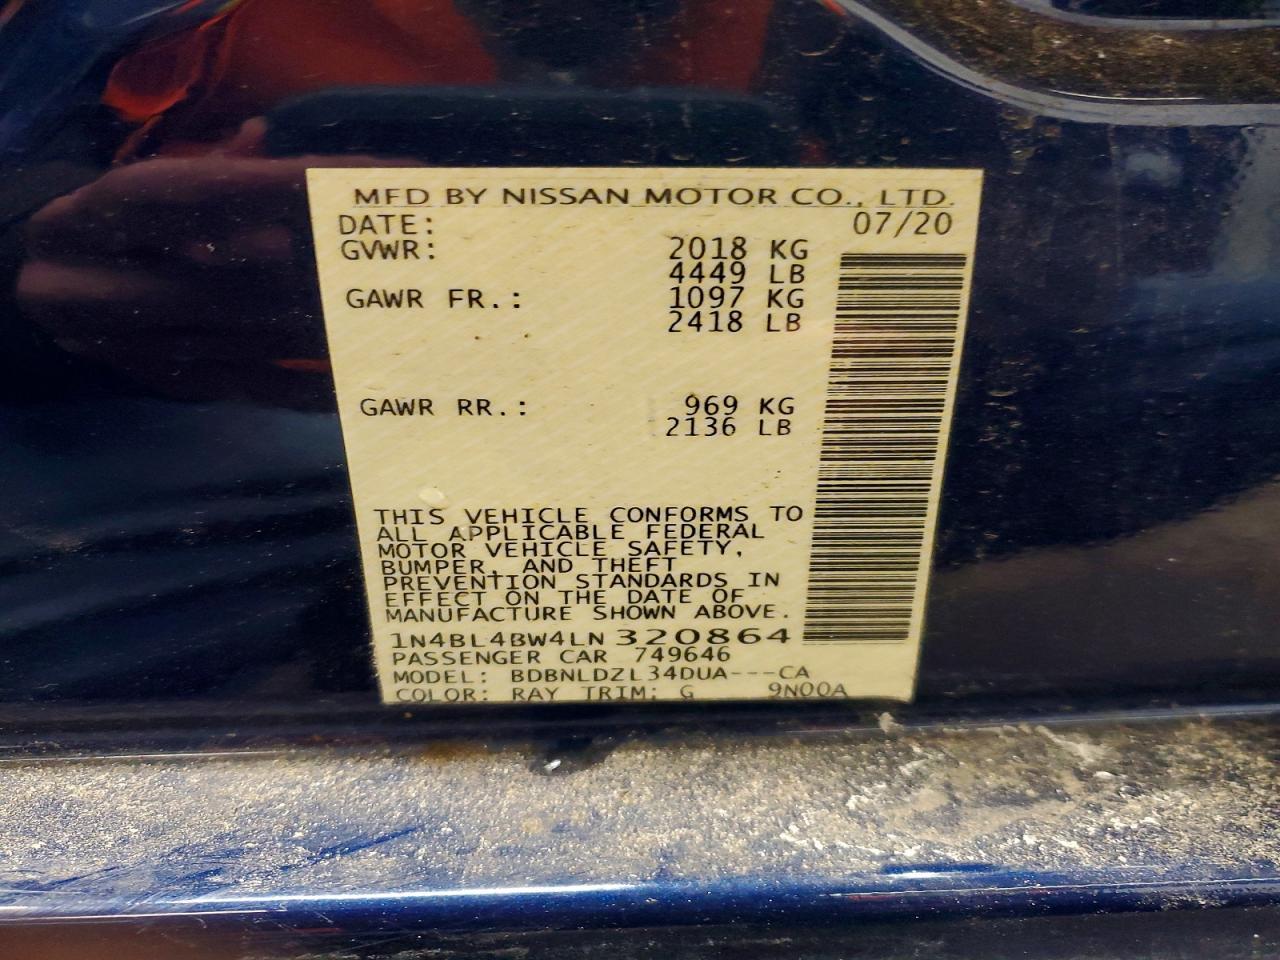 MFD BY NISSAN MOTOR CO., LTD.
DATE: 07/20
GVWR: 2018 KG
4449 LB
GAWR FR.: 1097 KG
2418 LB
GAWR RR.: 969 KG
2136 LB
THIS VEHICLE CONFORMS TO
ALL APPLICABLE FEDERAL
MOTOR VEHICLE SAFETY,
BUMPER, AND THEFT
PREVENTION STANDARDS IN
EFFECT ON THE DATE OF
MANUFACTURE SHOWN ABOVE.
1N4BL4BW4LN320864
PASSENGER CAR 749646
MODEL: BDBNLDZL34DUA---CA
COLOR: RAY TRIM: G 9N00A